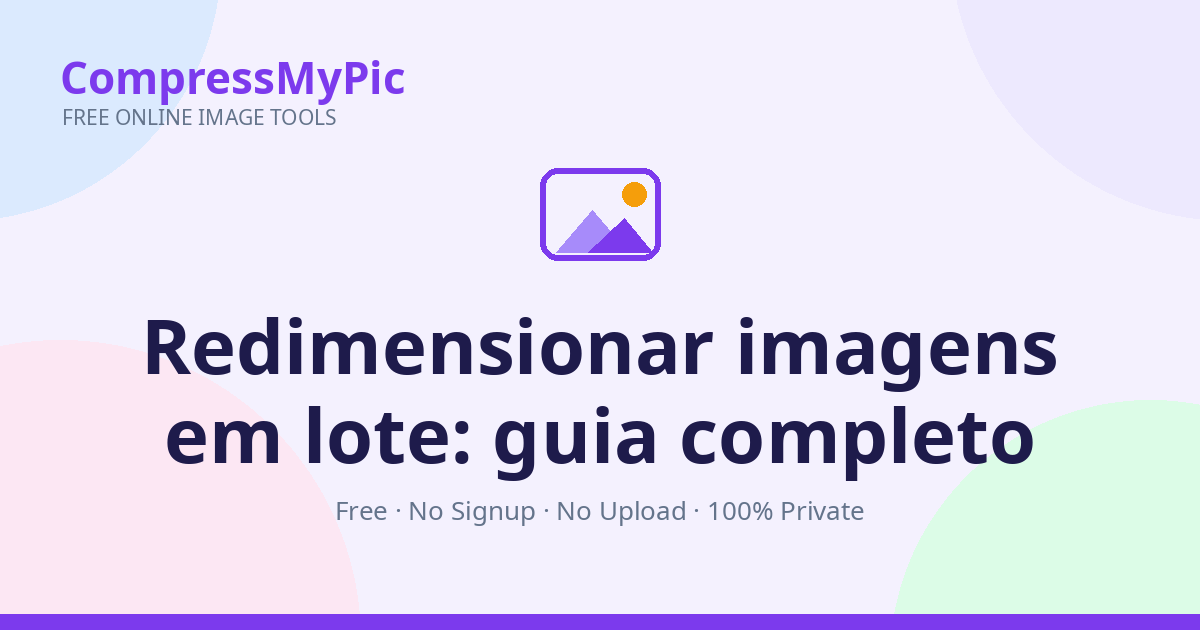 CompressMyPic
FREE ONLINE IMAGE TOOLS
Redimensionar imagens
em lote: guia completo
Free · No Signup · No Upload · 100% Private